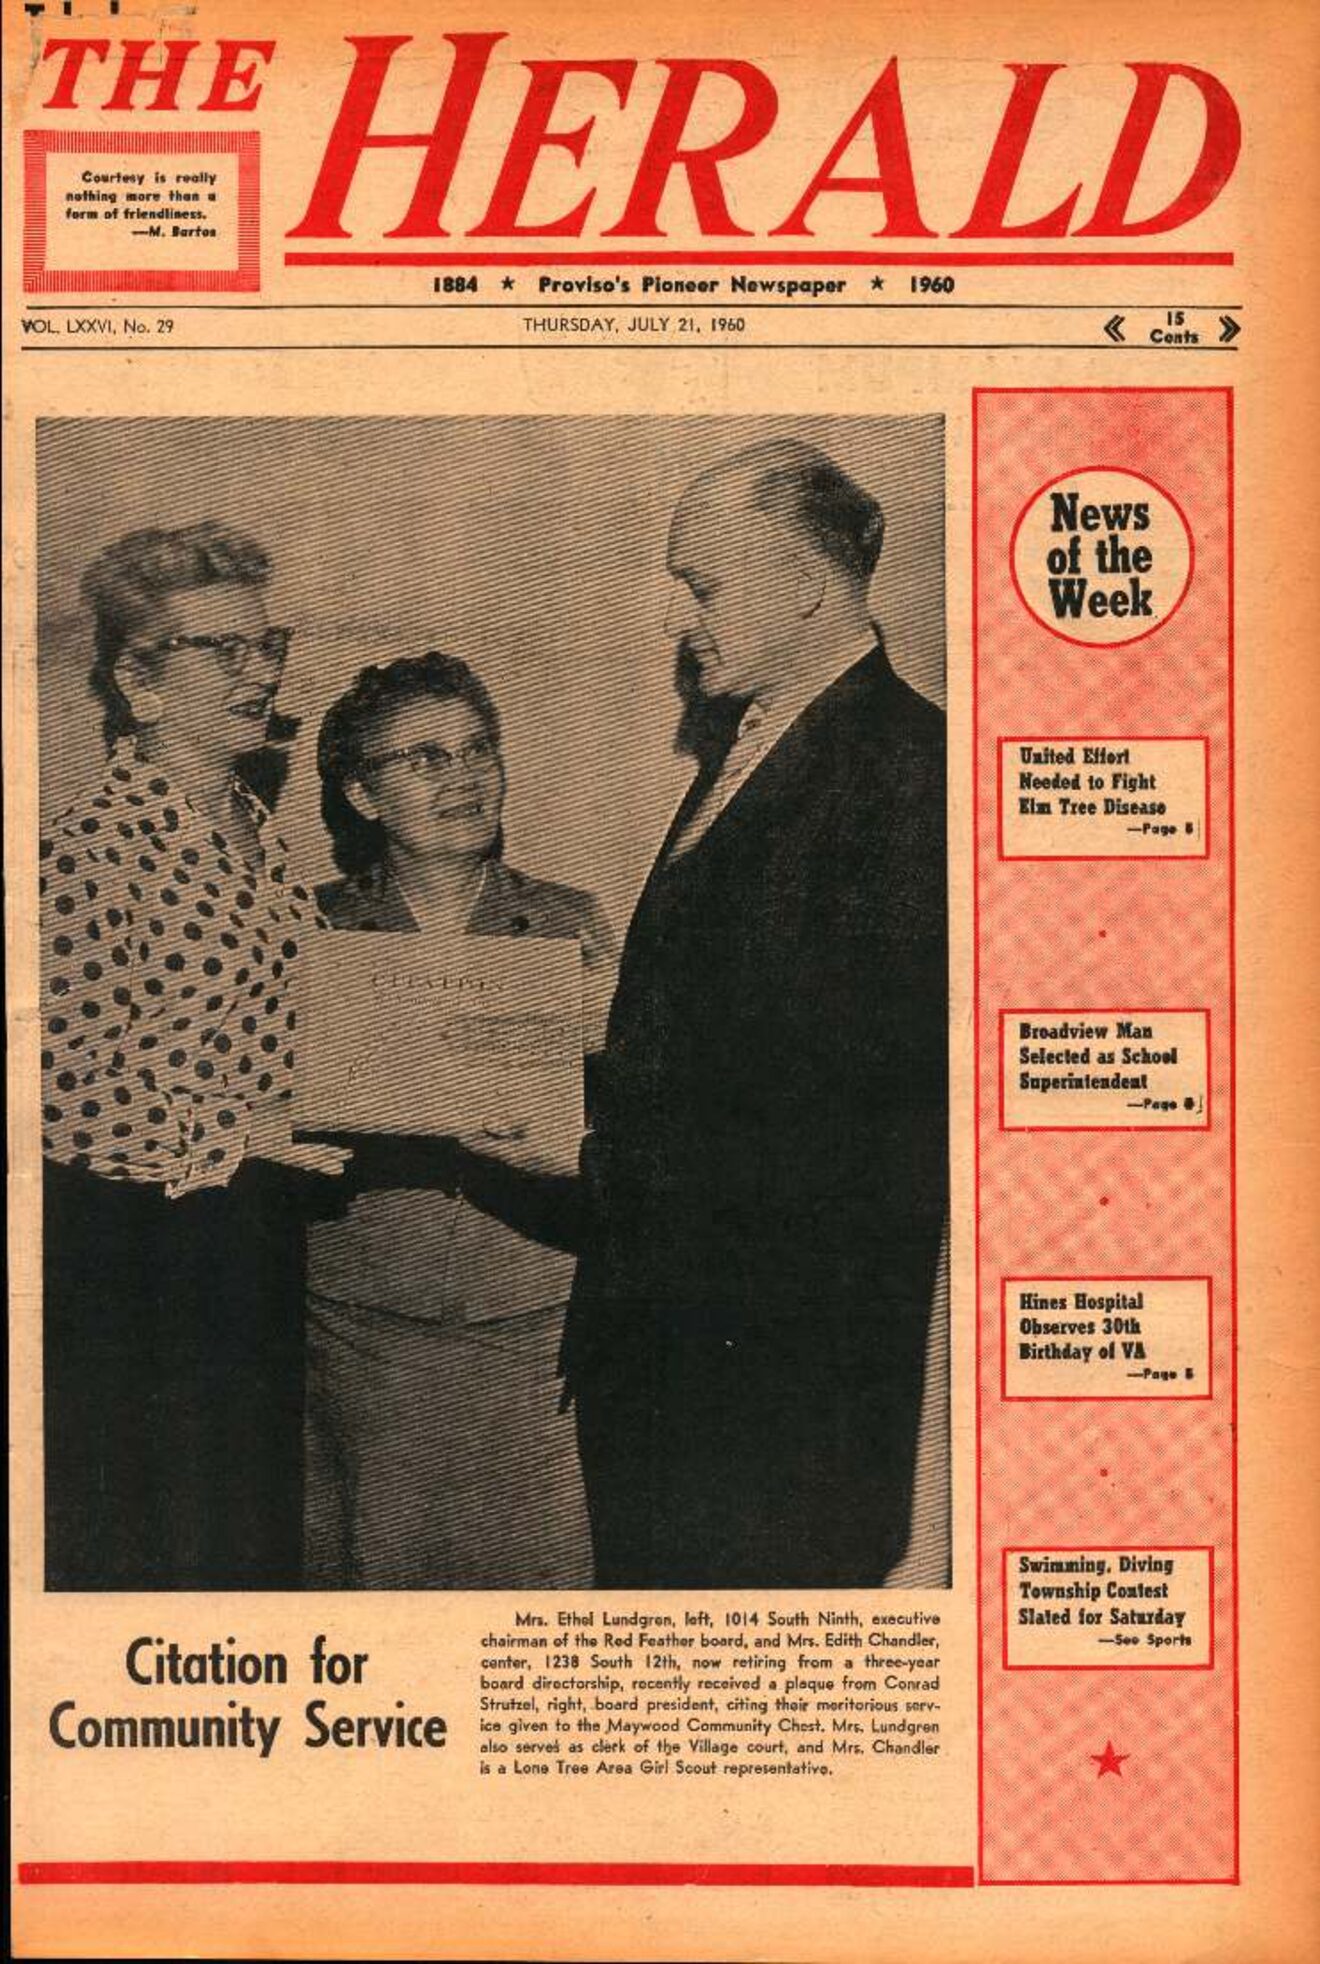 THE HERALD
Courtesy is really
nothing more than a
form of friendliness.
—M. Bartos
1884 ★ Proviso's Pioneer Newspaper ★ 1960
VOL. LXXVI, No. 29
THURSDAY, JULY 21, 1960
« 15
Cents »
CITATION
News
of the
Week
United Effort
Needed to Fight
Elm Tree Disease
—Page
Broadview Man
Selected as School
Superintendent
—Page
Hines Hospital
Observes 30th
Birthday of VA
—Page
Swimming, Diving
Township Contest
Slated for Saturday
—See Sports
★
Citation for
Community Service
Mrs. Ethel Lundgren, left, 1014 South Ninth, executive
chairman of the Red Feather board, and Mrs. Edith Chandler,
center, 1238 South 12th, now retiring from a three-year
board directorship, recently received a plaque from Conrad
Strutzel, right, board president, citing their meritorious serv-
ice given to the Maywood Community Chest. Mrs. Lundgren
also serves as clerk of the Village court, and Mrs. Chandler
is a Lone Tree Area Girl Scout representative.